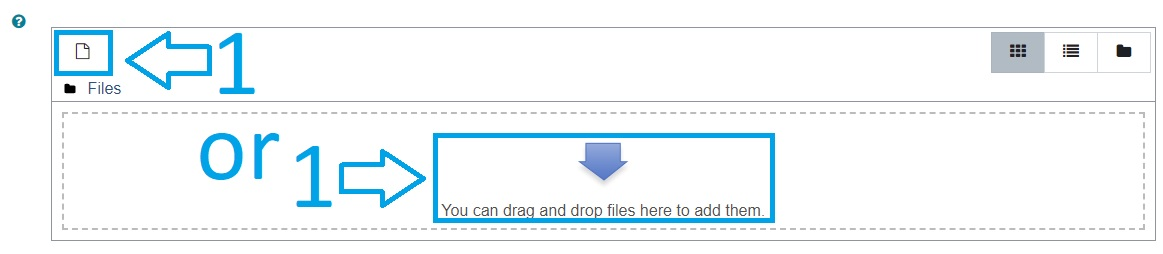 ?
1
Files
or
1
You can drag and drop files here to add them.